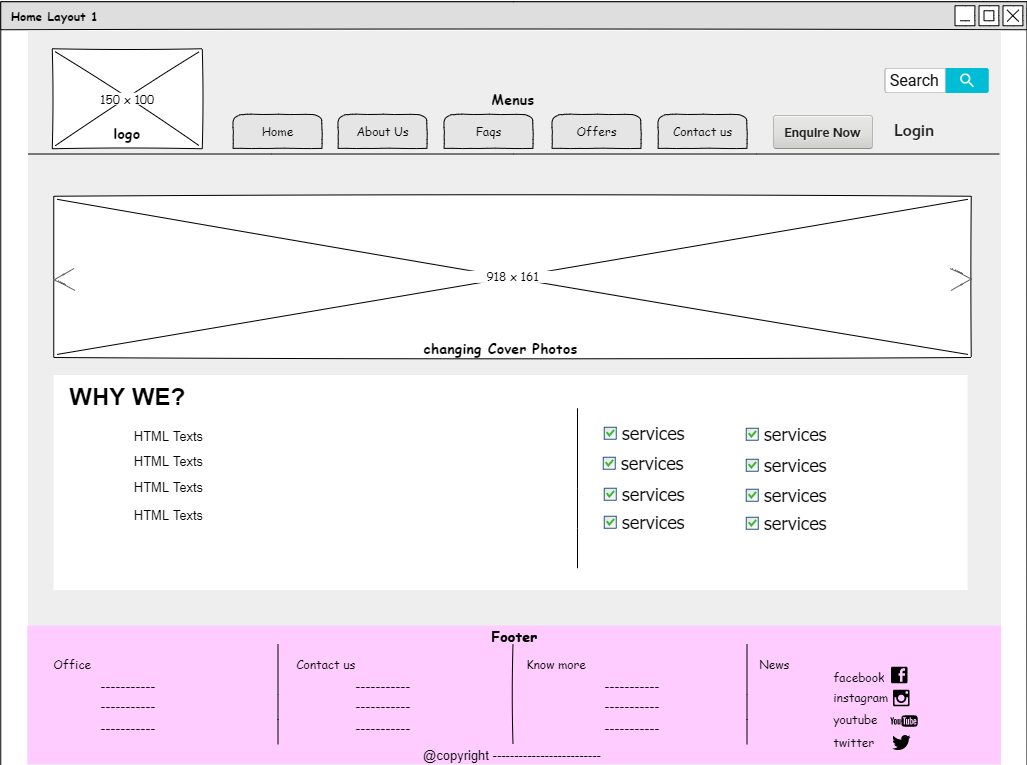 Home Layout 1
150 x 100
logo
Search
Menus
Home
About Us
Faqs
Offers
Contact us
Enquire Now
Login
918 x 161
changing Cover Photos
WHY WE?
HTML Texts
HTML Texts
HTML Texts
HTML Texts
services services
services services
services services
services services
Footer
Office
-----------
-----------
-----------
Contact us
-----------
-----------
-----------
Know more
-----------
-----------
-----------
News
facebook
instagram
youtube YouTube
twitter
@copyright -------------------------